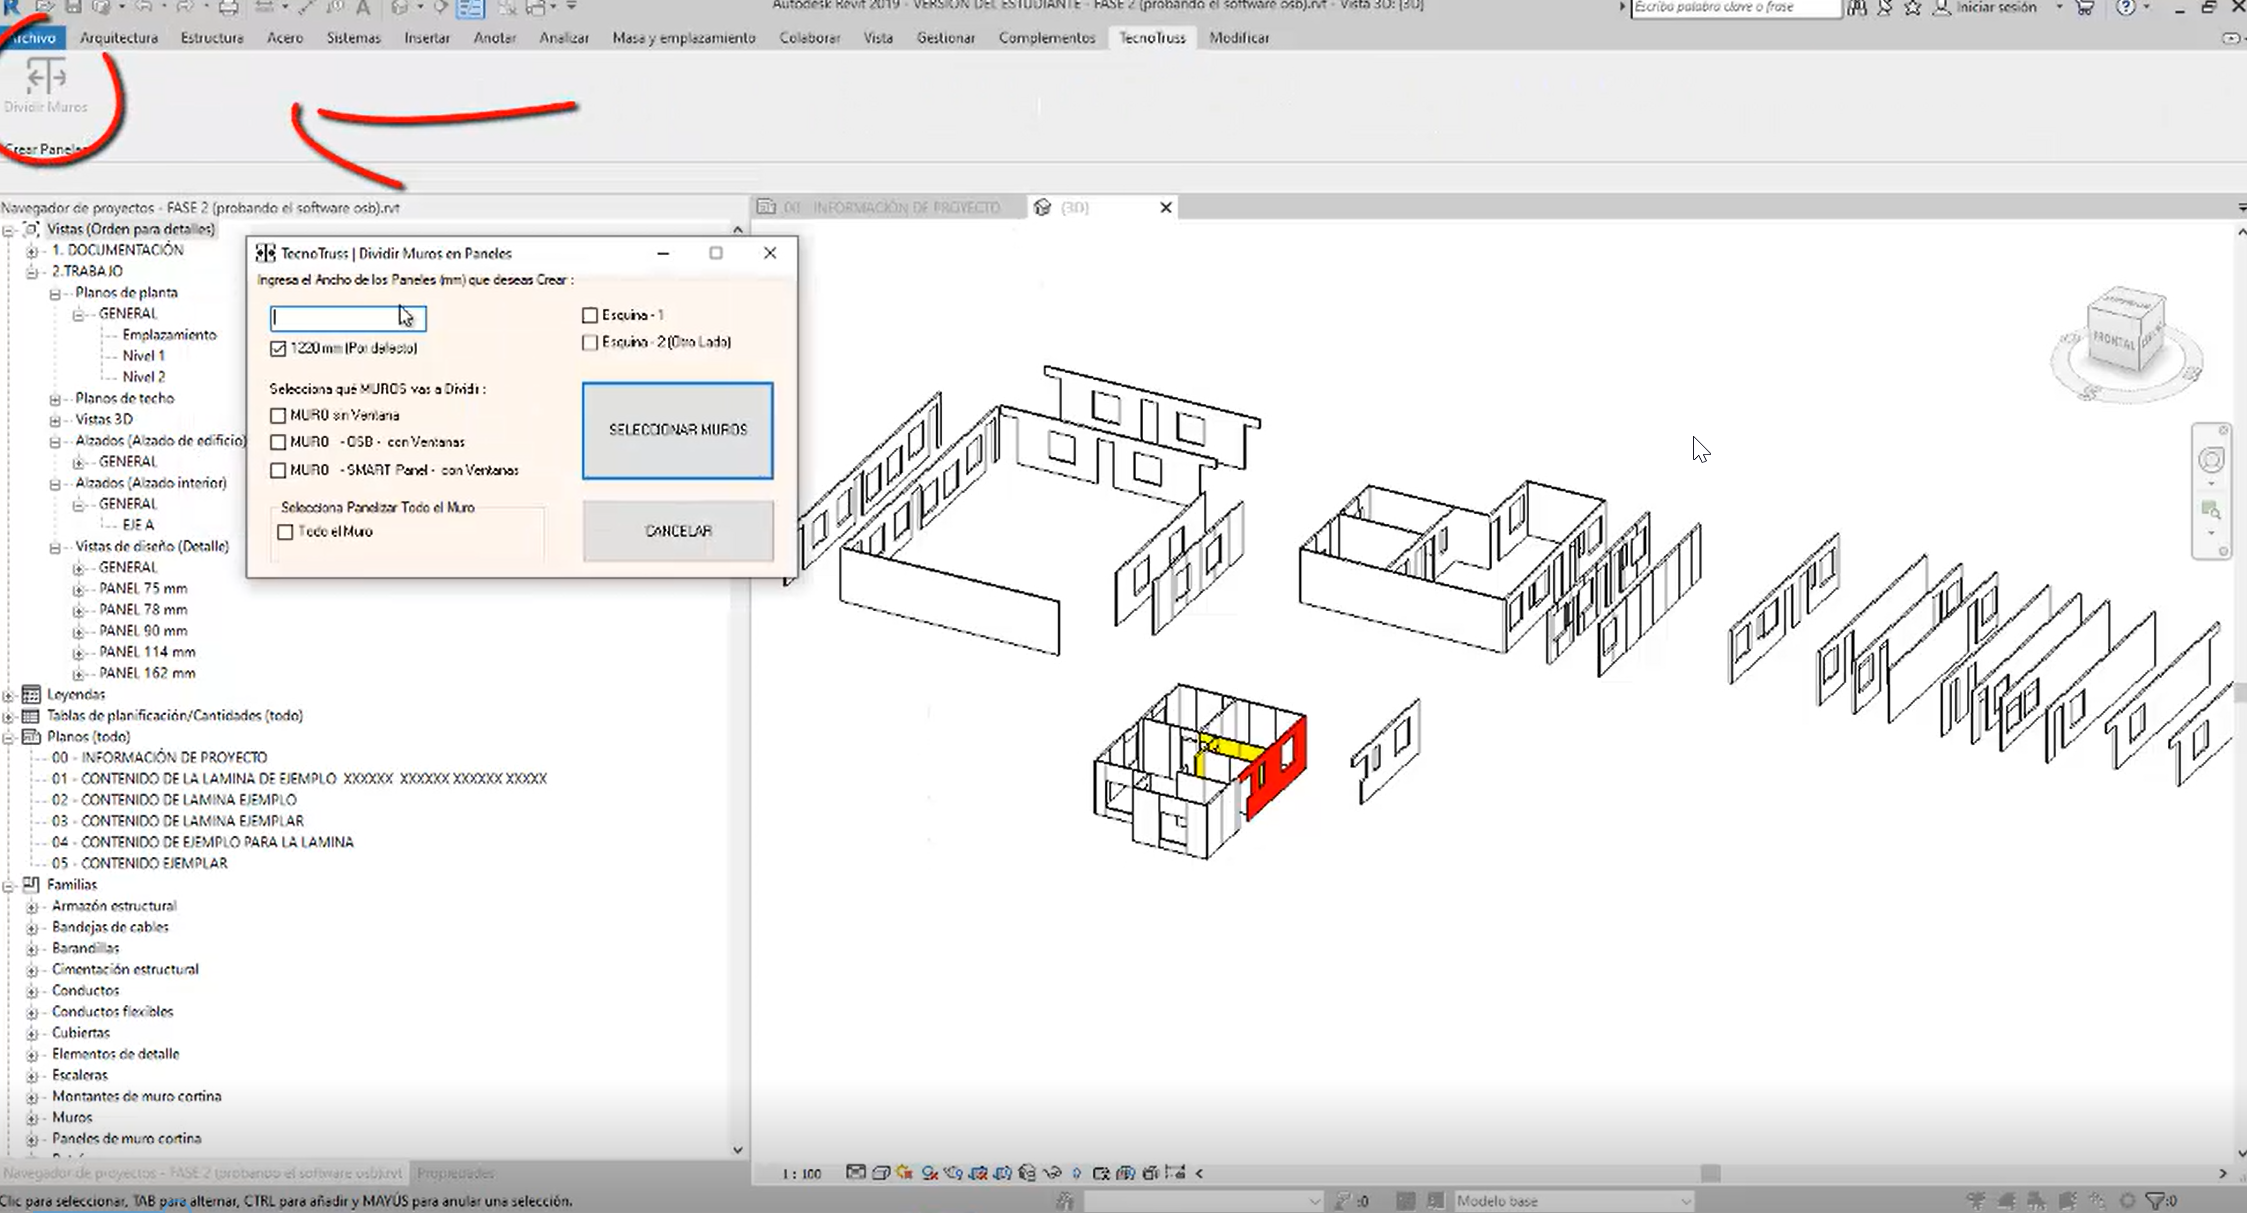 Autodesk Revit 2019 - VERSIÓN DEL ESTUDIANTE - FASE 2 (probando el software osb).rvt - Vista 3D: {3D}
Escriba palabra clave o frase
Iniciar sesión
Archivo Arquitectura Estructura Acero Sistemas Insertar Anotar Analizar Masa y emplazamiento Colaborar Vista Gestionar Complementos TecnoTruss Modificar
Dividir Muros
Crear Paneles
Navegador de proyectos - FASE 2 (probando el software osb).rvt
00 - INFORMACIÓN DE PROYECTO
{3D}
Vistas (Orden para detalles)
1. DOCUMENTACIÓN
2.TRABAJO
Planos de planta
GENERAL
Emplazamiento
Nivel 1
Nivel 2
Planos de techo
Vistas 3D
Alzados (Alzado de edificio)
GENERAL
Alzados (Alzado interior)
GENERAL
EJE A
Vistas de diseño (Detalle)
GENERAL
PANEL 75 mm
PANEL 78 mm
PANEL 90 mm
PANEL 114 mm
PANEL 162 mm
Leyendas
Tablas de planificación/Cantidades (todo)
Planos (todo)
00 - INFORMACIÓN DE PROYECTO
01 - CONTENIDO DE LA LAMINA DE EJEMPLO XXXXXX XXXXXX XXXXXX XXXXX
02 - CONTENIDO DE LAMINA EJEMPLO
03 - CONTENIDO DE LAMINA EJEMPLAR
04 - CONTENIDO DE EJEMPLO PARA LA LAMINA
05 - CONTENIDO EJEMPLAR
Familias
Armazón estructural
Bandejas de cables
Barandillas
Cimentación estructural
Conductos
Conductos flexibles
Cubiertas
Elementos de detalle
Escaleras
Montantes de muro cortina
Muros
Paneles de muro cortina
TecnoTruss | Dividir Muros en Paneles
Ingresa el Ancho de los Paneles (mm) que deseas Crear :
1220 mm (Por defecto)
Esquina - 1
Esquina - 2 (Otro Lado)
Selecciona qué MUROS vas a Dividir :
MURO sin Ventana
MURO - OSB - con Ventanas
MURO - SMART Panel - con Ventanas
SELECCIONAR MUROS
Selecciona Panelizar Todo el Muro
Todo el Muro
CANCELAR
SUPERIOR
FRONTAL
Navegador de proyectos - FASE 2 (probando el software osb).rvt
Propiedades
1 : 100
Clic para seleccionar, TAB para alternar, CTRL para añadir y MAYÚS para anular una selección.
:0
Modelo base
:0